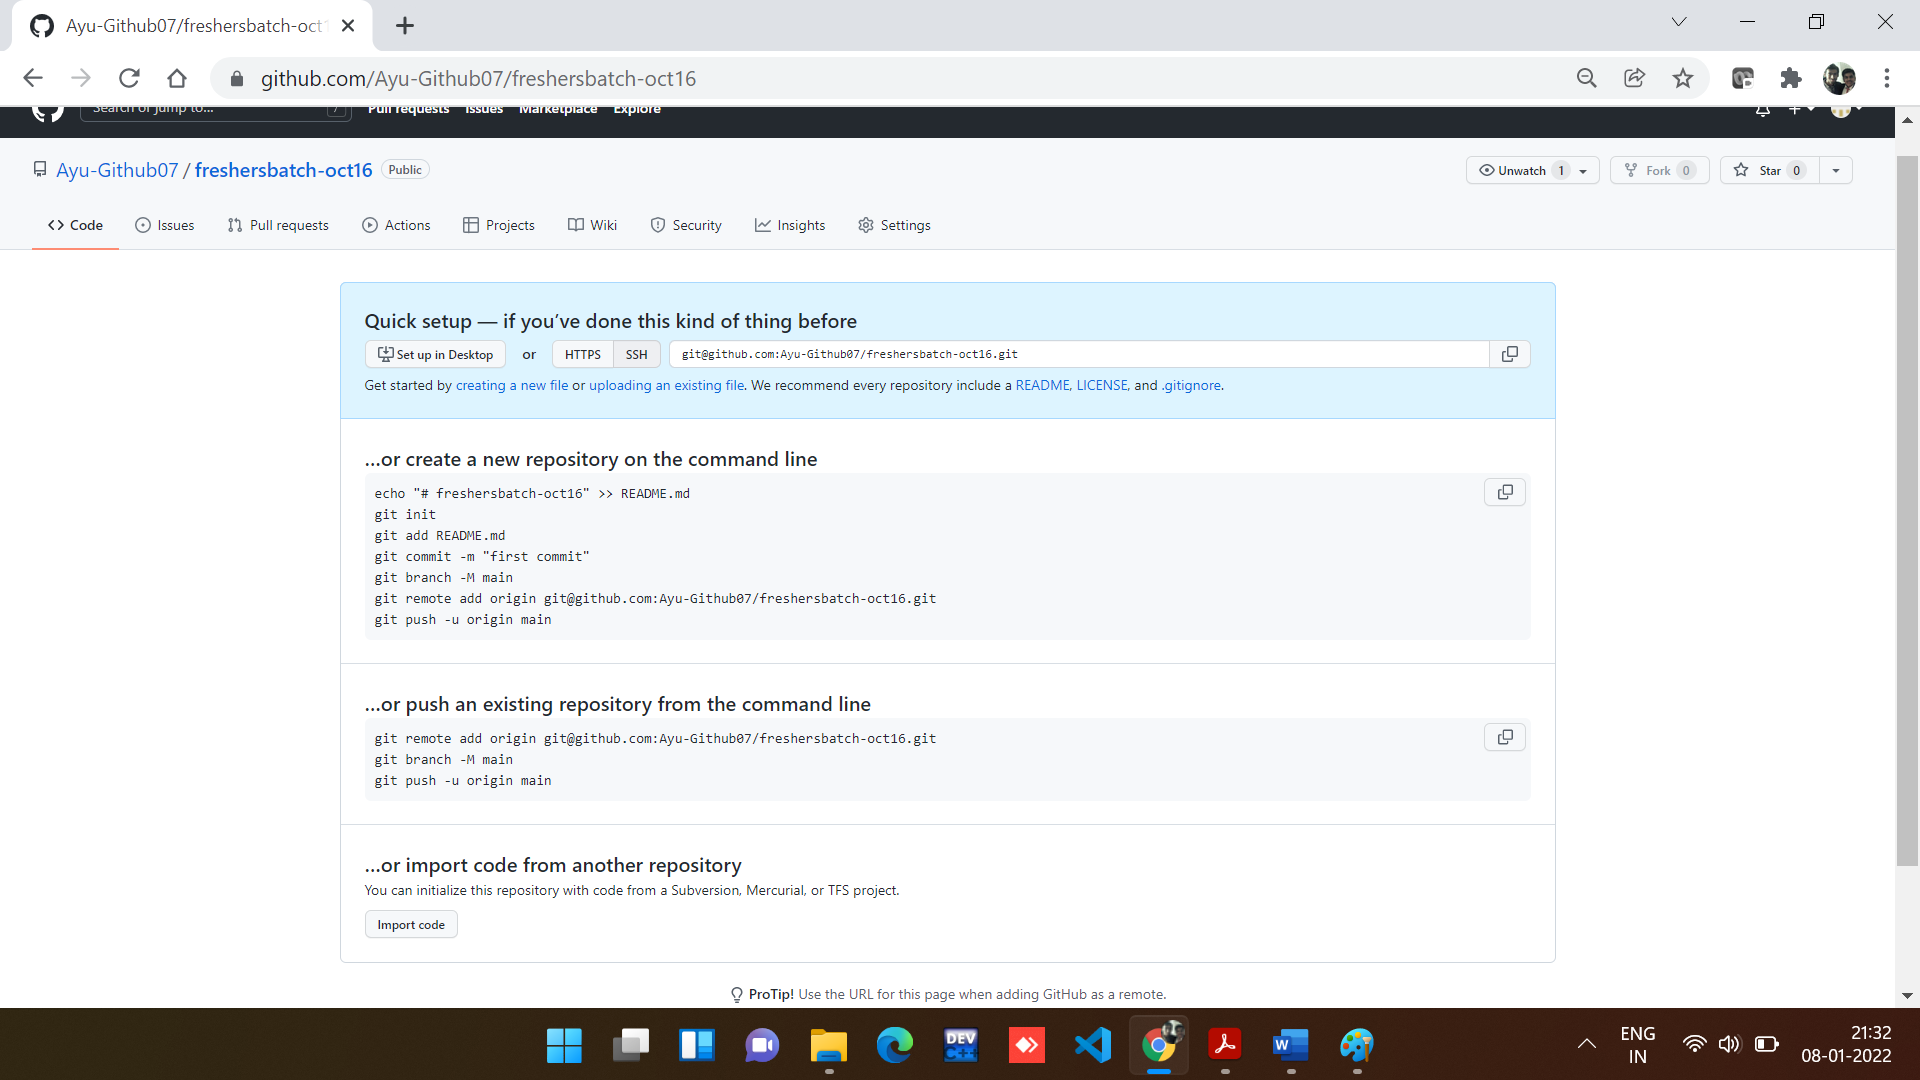 Ayu-Github07/freshersbatch-oct1
github.com/Ayu-Github07/freshersbatch-oct16
Search or jump to...
/
Pull requests
Issues
Marketplace
Explore
Ayu-Github07 / freshersbatch-oct16
Public
Unwatch 1
Fork 0
Star 0
<> Code
Issues
Pull requests
Actions
Projects
Wiki
Security
Insights
Settings
Quick setup — if you’ve done this kind of thing before
Set up in Desktop
or
HTTPS
SSH
git@github.com:Ayu-Github07/freshersbatch-oct16.git
Get started by creating a new file or uploading an existing file. We recommend every repository include a README, LICENSE, and .gitignore.
…or create a new repository on the command line
echo "# freshersbatch-oct16" >> README.md
git init
git add README.md
git commit -m "first commit"
git branch -M main
git remote add origin git@github.com:Ayu-Github07/freshersbatch-oct16.git
git push -u origin main
…or push an existing repository from the command line
git remote add origin git@github.com:Ayu-Github07/freshersbatch-oct16.git
git branch -M main
git push -u origin main
…or import code from another repository
You can initialize this repository with code from a Subversion, Mercurial, or TFS project.
Import code
ProTip! Use the URL for this page when adding GitHub as a remote.
DEV
C++
W
ENG
IN
21:32
08-01-2022